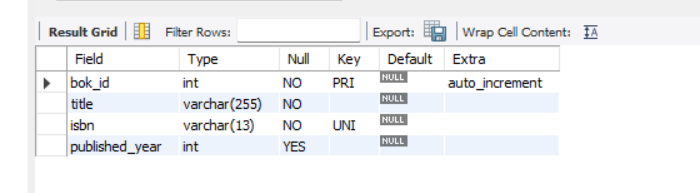 Result Grid Filter Rows: Export: Wrap Cell Content: IA
Field Type Null Key Default Extra
bok_id int NO PRI NULL auto_increment
title varchar(255) NO NULL
isbn varchar(13) NO UNI NULL
published_year int YES NULL